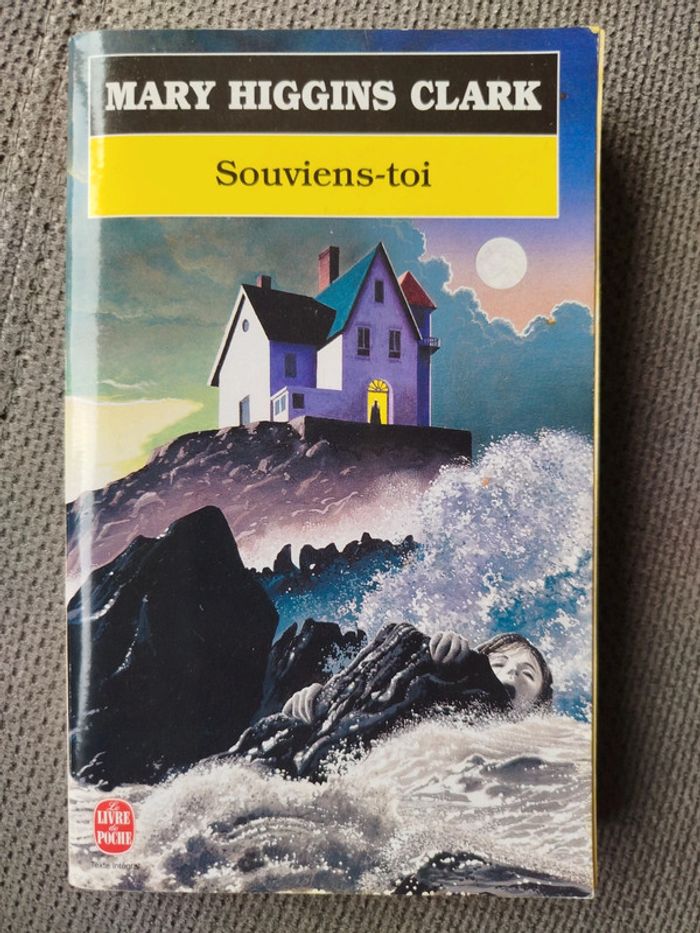 MARY HIGGINS CLARK
Souviens-toi
Le
LIVRE
de
POCHE
Texte intégral